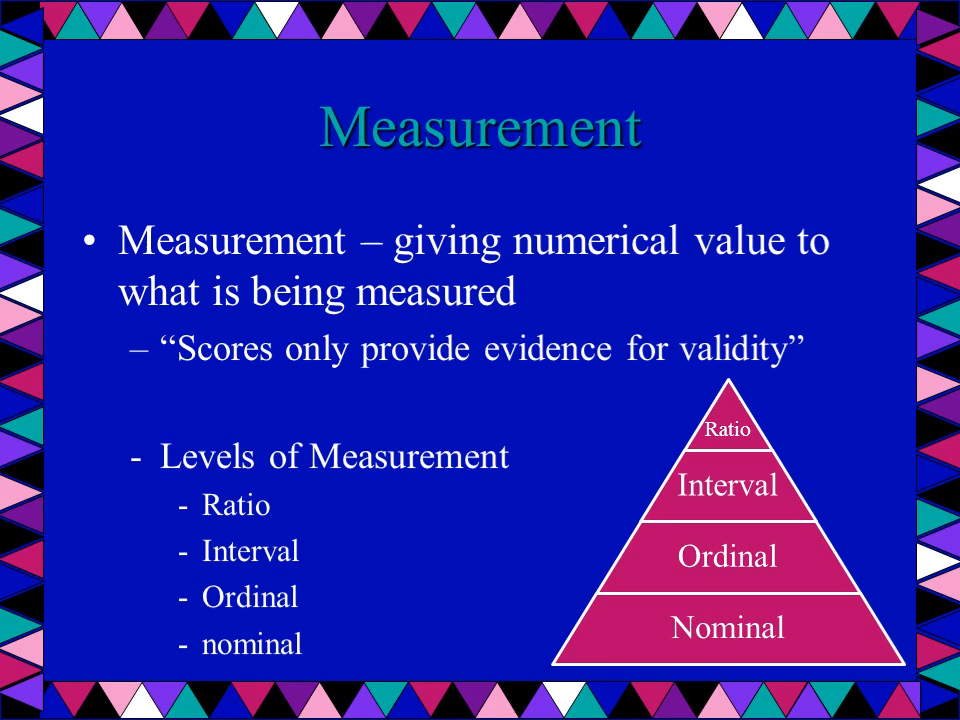 Measurement
• Measurement – giving numerical value to
what is being measured
– “Scores only provide evidence for validity”
- Levels of Measurement
- Ratio
- Interval
- Ordinal
- nominal
Ratio
Interval
Ordinal
Nominal